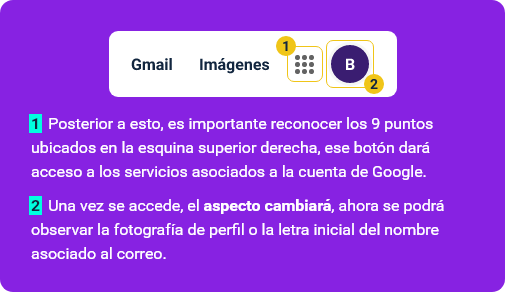 Gmail Imágenes 1 B 2
1 Posterior a esto, es importante reconocer los 9 puntos
ubicados en la esquina superior derecha, ese botón dará
acceso a los servicios asociados a la cuenta de Google.
2 Una vez se accede, el aspecto cambiará, ahora se podrá
observar la fotografía de perfil o la letra inicial del nombre
asociado al correo.